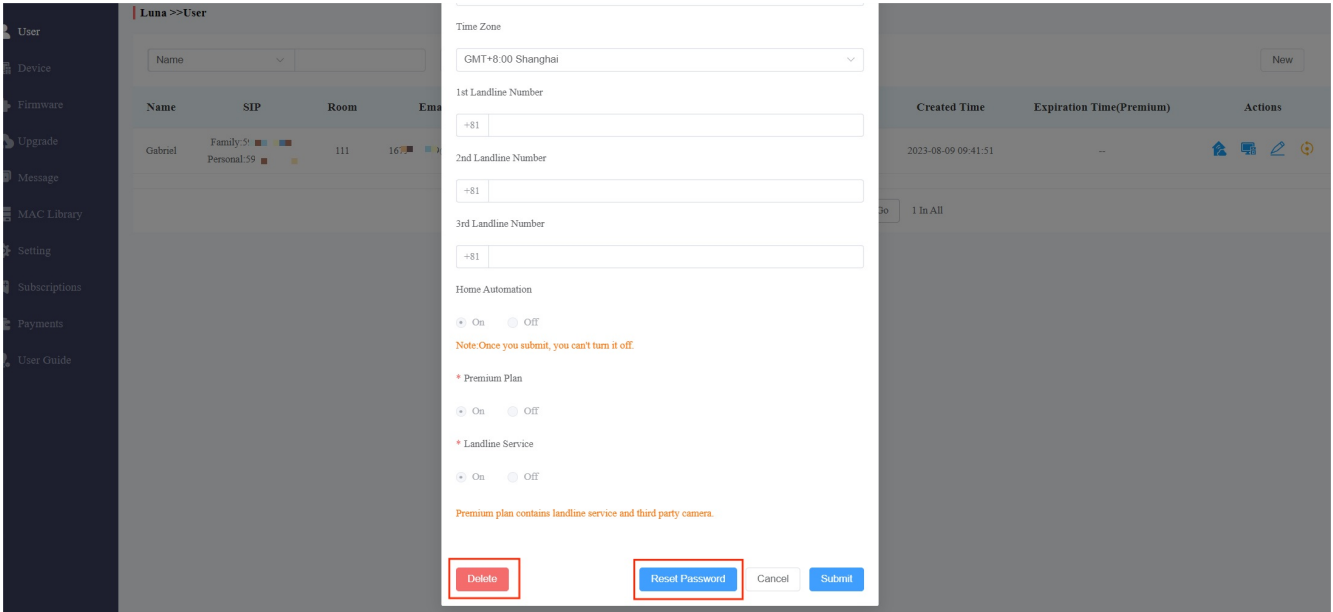 Luna >>User
User
Device
Firmware
Upgrade
Message
MAC Library
Setting
Subscriptions
Payments
User Guide
Name
New
Name SIP Room Ema Created Time Expiration Time(Premium) Actions
Gabriel
Family:5
Personal:59
111
2023-08-09 09:41:51
--
Go 1 In All
Time Zone
GMT+8:00 Shanghai
1st Landline Number
+81
2nd Landline Number
+81
3rd Landline Number
+81
Home Automation
On Off
Note:Once you submit, you can't turn it off.
* Premium Plan
On Off
* Landline Service
On Off
Premium plan contains landline service and third party camera.
Delete Reset Password Cancel Submit